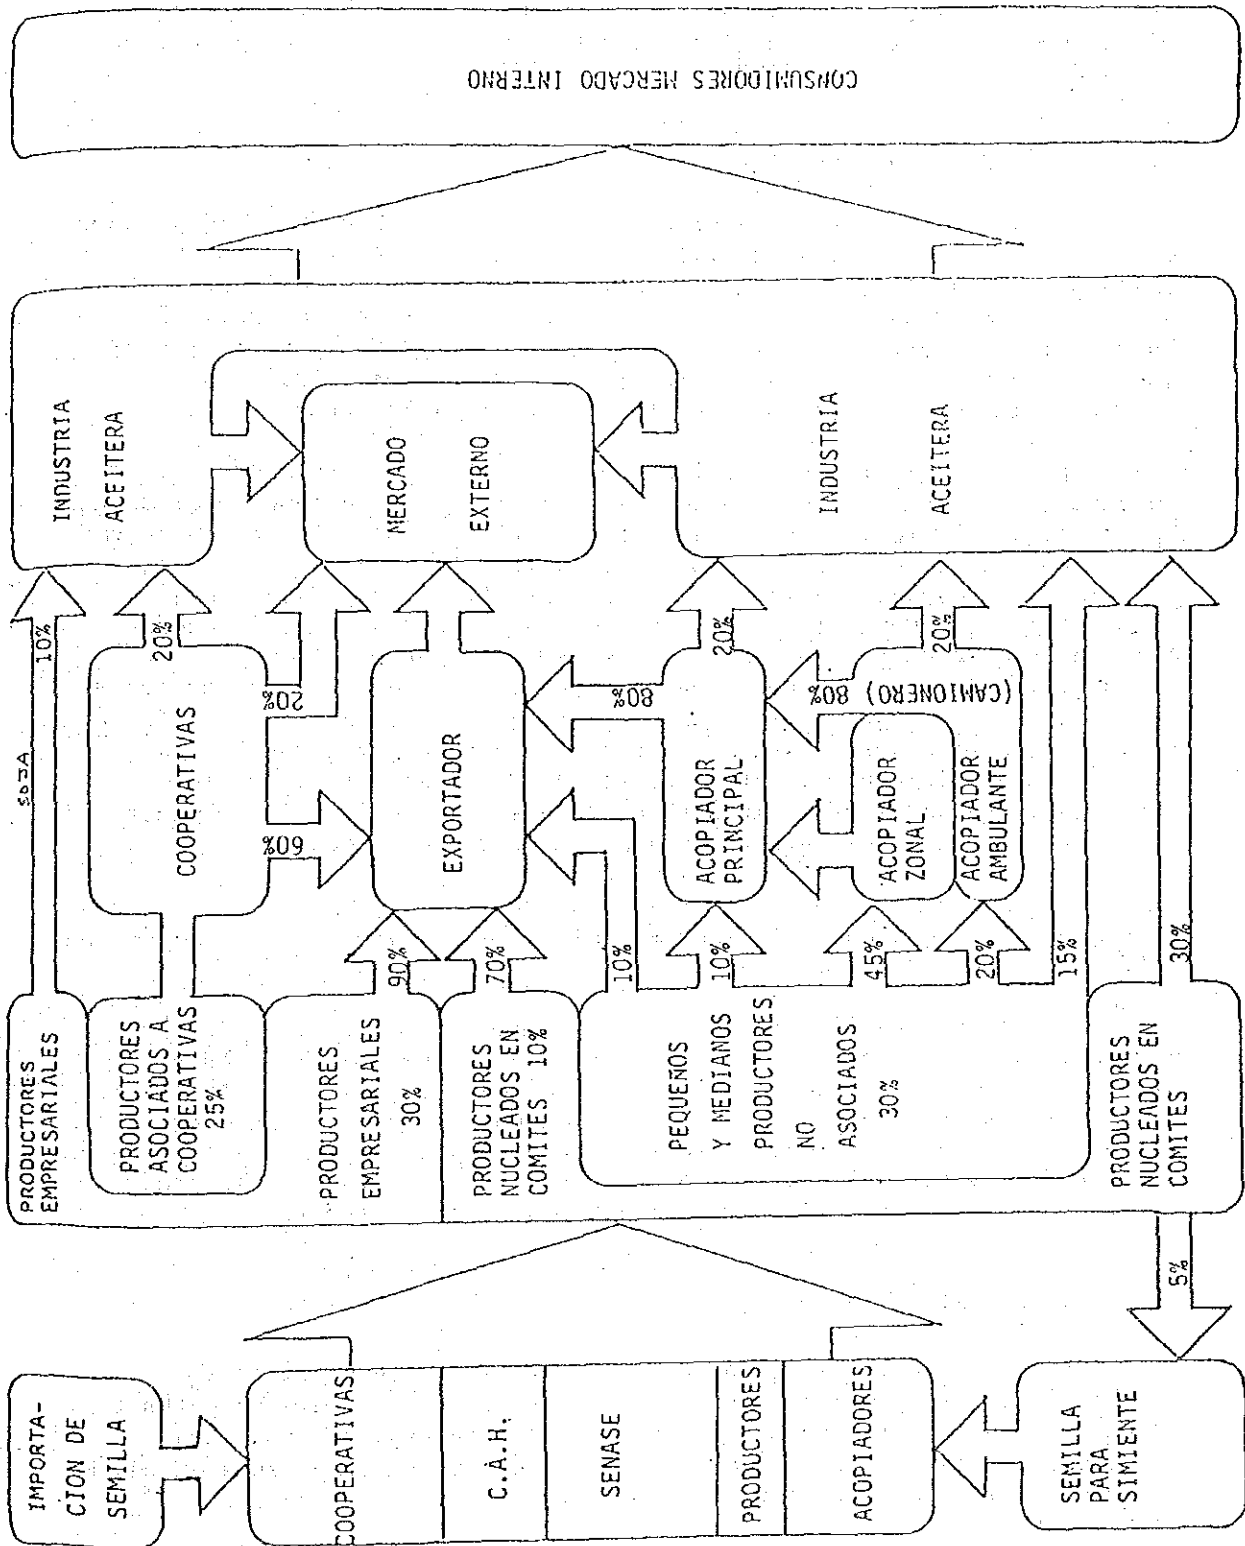 IMPORTA-
CION DE
SEMILLA
COOPERATIVAS
C.A.H.
SENASE
PRODUCTORES
ACOPIADORES
SEMILLA
PARA
SIMIENTE
5%
PRODUCTORES
EMPRESARIALES
PRODUCTORES
ASOCIADOS A
COOPERATIVAS
25%
PRODUCTORES
EMPRESARIALES
30%
PRODUCTORES
NUCLEADOS EN
COMITES 10%
PEQUEÑOS
Y MEDIANOS
PRODUCTORES
NO
ASOCIADOS
30%
PRODUCTORES
NUCLEADOS EN
COMITES
SOJA
10%
90%
70%
10%
10%
45%
20%
15%
30%
COOPERATIVAS
60%
20%
20%
EXPORTADOR
ACOPIADOR
PRINCIPAL
80%
20%
ACOPIADOR
ZONAL
ACOPIADOR
AMBULANTE
(CAMIONERO)
80%
20%
INDUSTRIA
ACEITERA
MERCADO
EXTERNO
INDUSTRIA
ACEITERA
CONSUMIDORES MERCADO INTERNO